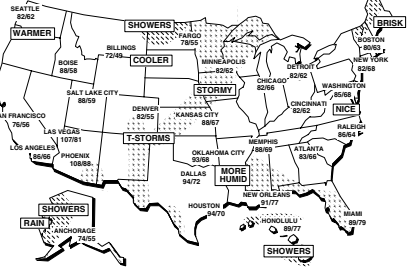 SEATTLE
82/62
WARMER
SHOWERS
BRISK
FARGO
78/55
BILLINGS
72/49
COOLER
BOISE
88/58
MINNEAPOLIS
82/62
BOSTON
80/63
NEW YORK
82/68
DETROIT
82/62
CHICAGO
82/66
STORMY
SALT LAKE CITY
88/59
WASHINGTON
85/68
NICE
DENVER
82/55
KANSAS CITY
88/67
CINCINNATI
82/62
AN FRANCISCO
76/56
LAS VEGAS
107/81
T-STORMS
RALEIGH
86/64
LOS ANGELES
86/66
PHOENIX
108/88
OKLAHOMA CITY
93/68
MEMPHIS
88/69
ATLANTA
83/66
DALLAS
94/72
MORE
HUMID
NEW ORLEANS
91/77
HOUSTON
94/70
MIAMI
89/79
SHOWERS
RAIN
ANCHORAGE
74/55
HONOLULU
89/77
SHOWERS